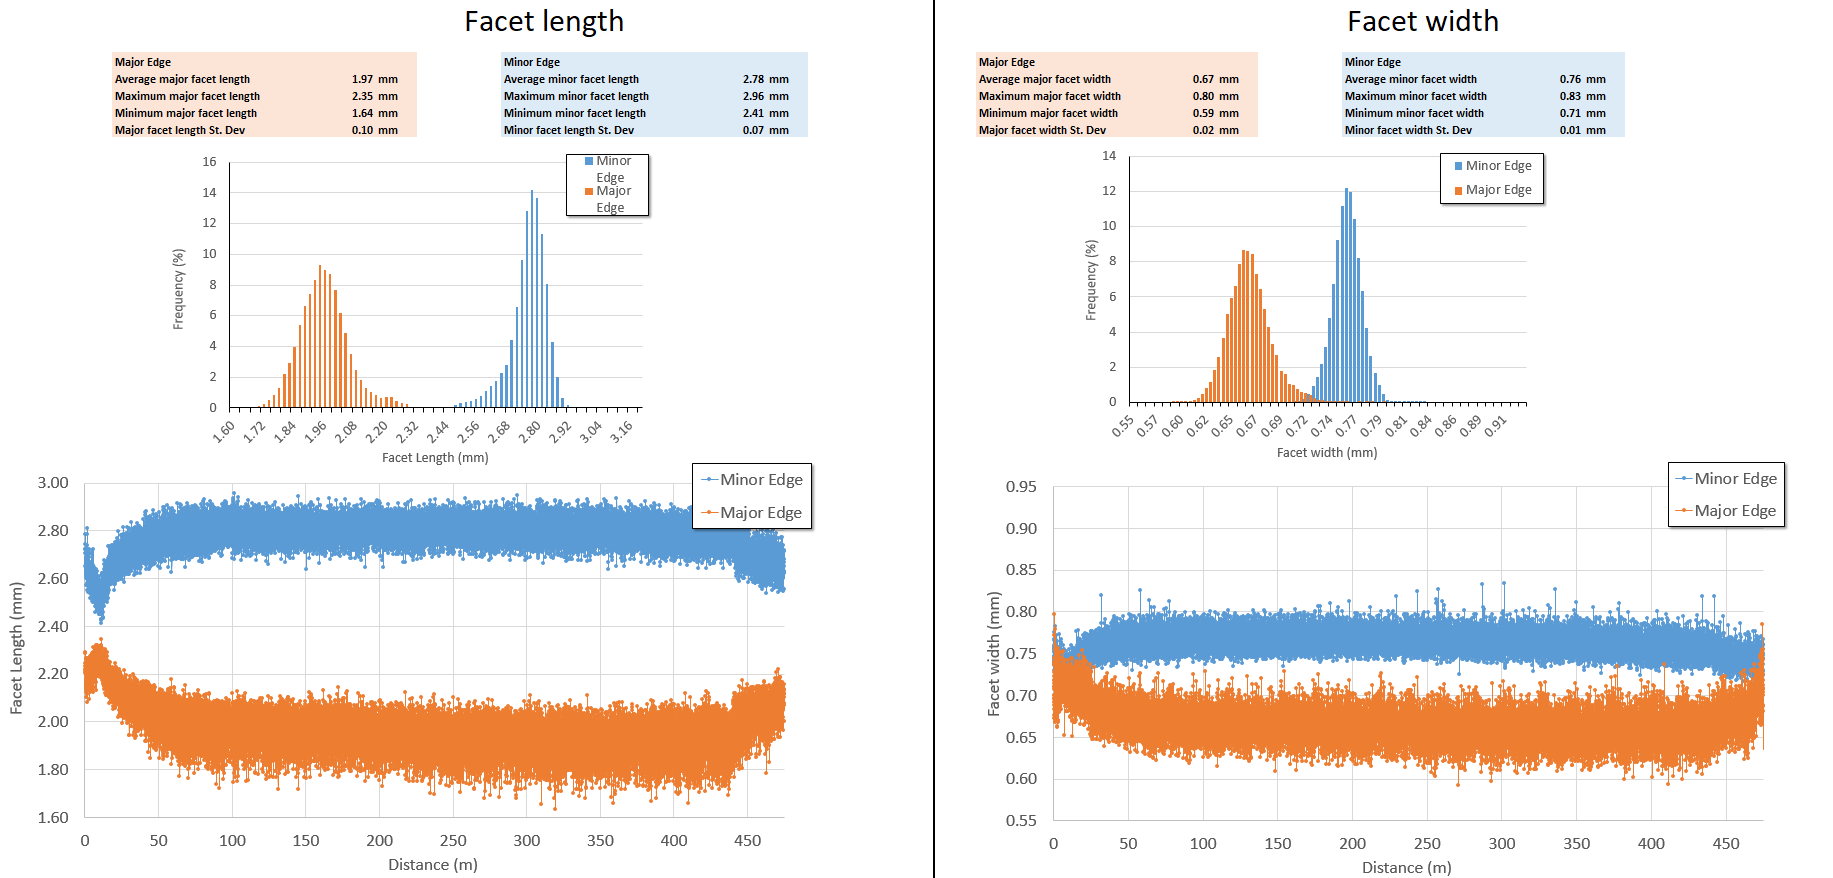 Facet length
Major Edge
Average major facet length 1.97 mm
Maximum major facet length 2.35 mm
Minimum major facet length 1.64 mm
Major facet length St. Dev 0.10 mm
Minor Edge
Average minor facet length 2.78 mm
Maximum minor facet length 2.96 mm
Minimum minor facet length 2.41 mm
Minor facet length St. Dev 0.07 mm
Minor
Edge
Major
Edge
16
14
12
10
8
6
4
2
0
Frequency (%)
1.60 1.72 1.84 1.96 2.08 2.20 2.32 2.44 2.56 2.68 2.80 2.92 3.04 3.16
Facet Length (mm)
Minor Edge
Major Edge
3.00
2.80
2.60
2.40
2.20
2.00
1.80
1.60
Facet Length (mm)
0 50 100 150 200 250 300 350 400 450
Distance (m)
Facet width
Major Edge
Average major facet width 0.67 mm
Maximum major facet width 0.80 mm
Minimum major facet width 0.59 mm
Major facet width St. Dev 0.02 mm
Minor Edge
Average minor facet width 0.76 mm
Maximum minor facet width 0.83 mm
Minimum minor facet width 0.71 mm
Minor facet width St. Dev 0.01 mm
Minor Edge
Major Edge
14
12
10
8
6
4
2
0
Frequency (%)
0.55 0.57 0.60 0.62 0.65 0.67 0.69 0.72 0.74 0.77 0.79 0.81 0.84 0.86 0.89 0.91
Facet width (mm)
Minor Edge
Major Edge
0.95
0.90
0.85
0.80
0.75
0.70
0.65
0.60
0.55
Facet width (mm)
0 50 100 150 200 250 300 350 400 450
Distance (m)